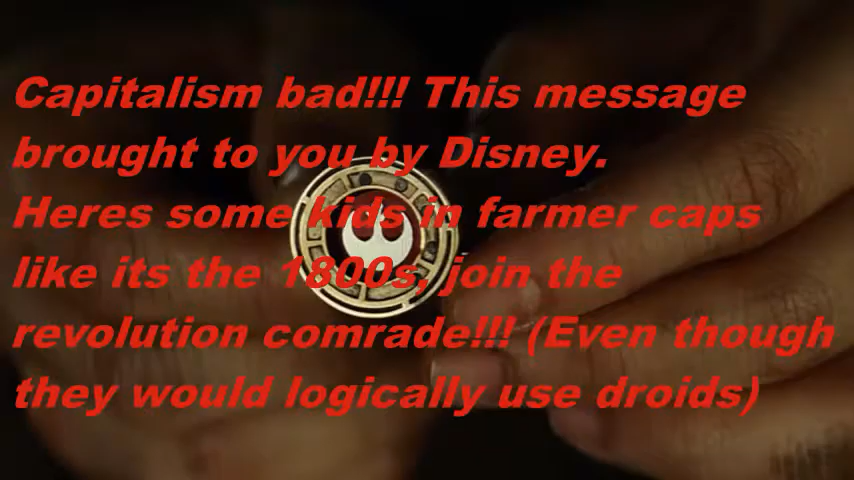 Capitalism bad!!! This message
brought to you by Disney.
Heres some kids in farmer caps
like its the 1800s, join the
revolution comrade!!! (Even though
they would logically use droids)